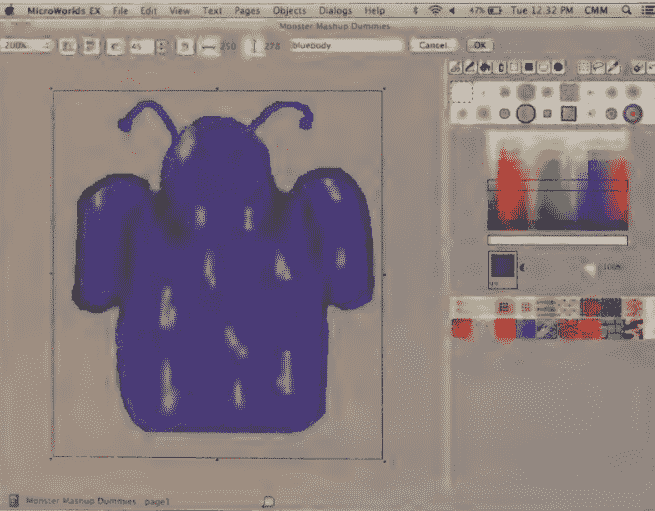 MicroWorlds EX File Edit View Text Pages Objects Dialogs Help 47% Tue 12:32 PM CMM
Monster Mashup Dummies
200% 45 250 278 bluebody Cancel OK
100%
Monster Mashup Dummies page1